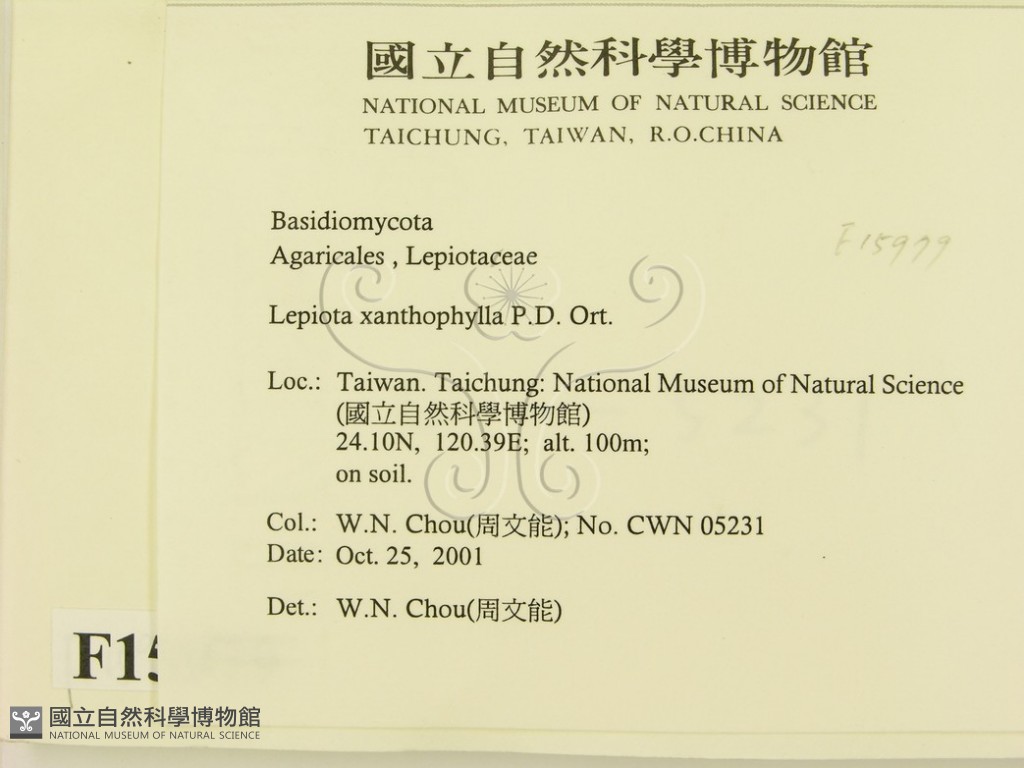 國立自然科學博物館
NATIONAL MUSEUM OF NATURAL SCIENCE
TAICHUNG, TAIWAN, R.O.CHINA
Basidiomycota
F15979
Agaricales , Lepiotaceae
Lepiota xanthophylla P.D. Ort.
Loc.: Taiwan. Taichung: National Museum of Natural Science
(國立自然科學博物館)
24.10N, 120.39E; alt. 100m;
on soil.
Col.: W.N. Chou(周文能); No. CWN 05231
Date: Oct. 25, 2001
Det.: W.N. Chou(周文能)
F15
國立自然科學博物館
NATIONAL MUSEUM OF NATURAL SCIENCE